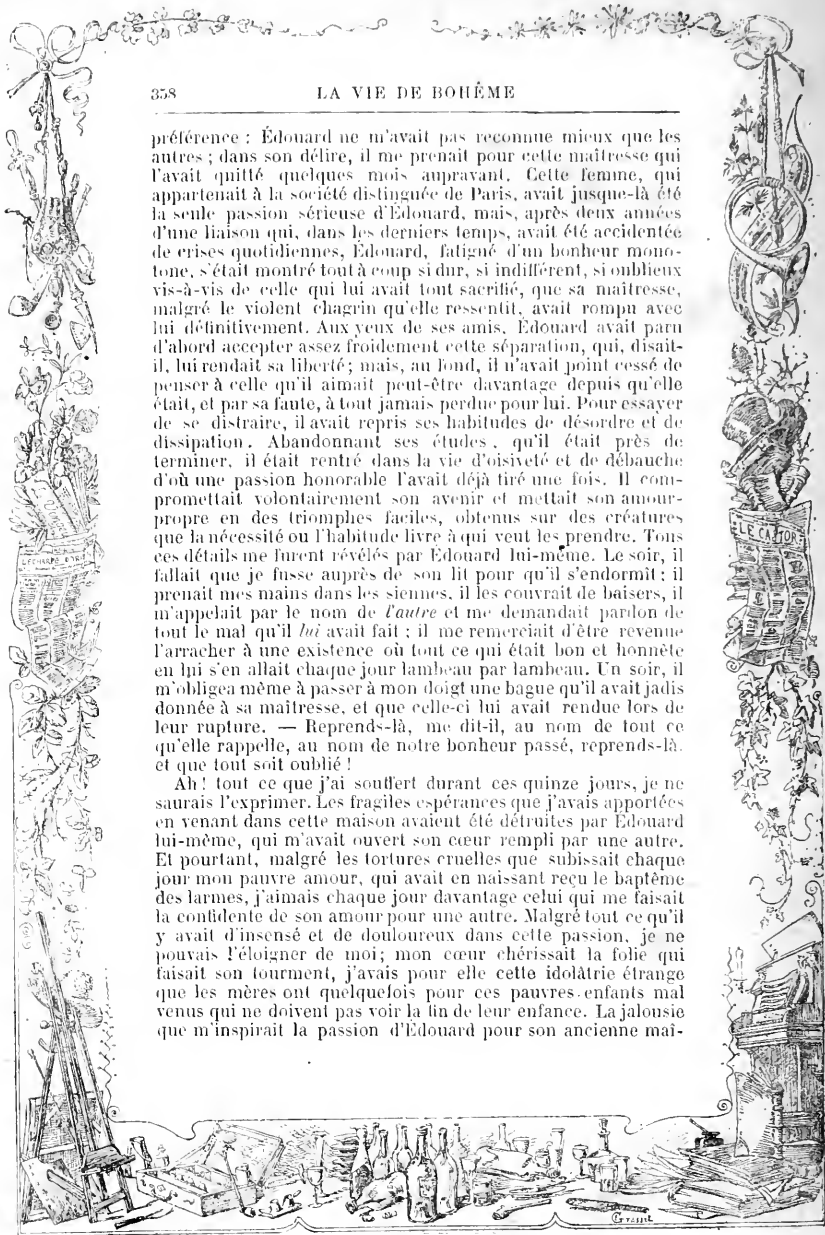 358 LA VIE DE BOHÊME
préférence : Édouard ne m'avait pas reconnue mieux que les
autres ; dans son délire, il me prenait pour cette maîtresse qui
l'avait quitté quelques mois aupravant. Cette femme, qui
appartenait à la société distinguée de Paris, avait jusque-là été
la seule passion sérieuse d'Édouard, mais, après deux années
d'une liaison qui, dans les derniers temps, avait été accidentée
de crises quotidiennes, Édouard, fatigué d'un bonheur mono-
tone, s'était montré tout à coup si dur, si indifférent, si oublieux
vis-à-vis de celle qui lui avait tout sacrifié, que sa maîtresse,
malgré le violent chagrin qu'elle ressentit, avait rompu avec
lui définitivement. Aux yeux de ses amis, Édouard avait paru
d'abord accepter assez froidement cette séparation, qui, disait-
il, lui rendait sa liberté ; mais, au fond, il n'avait point cessé de
penser à celle qu'il aimait peut-être davantage depuis qu'elle
était, et par sa faute, à tout jamais perdue pour lui. Pour essayer
de se distraire, il avait repris ses habitudes de désordre et de
dissipation. Abandonnant ses études, qu'il était près de
terminer, il était rentré dans la vie d'oisiveté et de débauche
d'où une passion honorable l'avait déjà tiré une fois. Il com-
promettait volontairement son avenir et mettait son amour-
propre en des triomphes faciles, obtenus sur des créatures
que la nécessité ou l'habitude livre à qui veut les prendre. Tous
ces détails me furent révélés par Édouard lui-même. Le soir, il
fallait que je fusse auprès de son lit pour qu'il s'endormît ; il
prenait mes mains dans les siennes, il les couvrait de baisers, il
m'appelait par le nom de l'autre et me demandait pardon de
tout le mal qu'il lui avait fait ; il me remerciait d'être revenue
l'arracher à une existence où tout ce qui était bon et honnête
en lui s'en allait chaque jour lambeau par lambeau. Un soir, il
m'obligea même à passer à mon doigt une bague qu'il avait jadis
donnée à sa maîtresse, et que celle-ci lui avait rendue lors de
leur rupture. — Reprends-là, me dit-il, au nom de tout ce
qu'elle rappelle, au nom de notre bonheur passé, reprends-là,
et que tout soit oublié !
Ah ! tout ce que j'ai souffert durant ces quinze jours, je ne
saurais l'exprimer. Les fragiles espérances que j'avais apportées
en venant dans cette maison avaient été détruites par Edouard
lui-même, qui m'avait ouvert son cœur rempli par une autre.
Et pourtant, malgré les tortures cruelles que subissait chaque
jour mon pauvre amour, qui avait en naissant reçu le baptême
des larmes, j'aimais chaque jour davantage celui qui me faisait
la confidente de son amour pour une autre. Malgré tout ce qu'il
y avait d'insensé et de douloureux dans cette passion, je ne
pouvais l'éloigner de moi ; mon cœur chérissait la folie qui
faisait son tourment, j'avais pour elle cette idolâtrie étrange
que les mères ont quelquefois pour ces pauvres enfants mal
venus qui ne doivent pas voir la fin de leur enfance. La jalousie
que m'inspirait la passion d'Édouard pour son ancienne maî-
LE CASTOR
L'ECHARPE D'IRIS